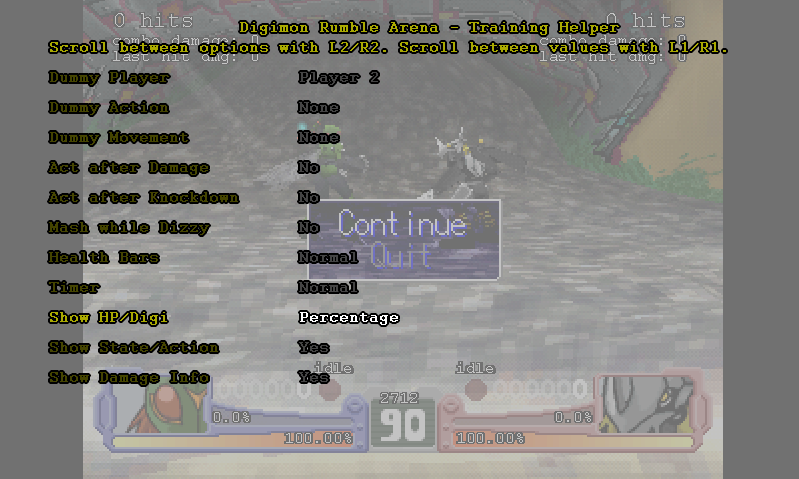 0 hits
0 hits
Digimon Rumble Arena - Training Helper
combo damage: 0
combo damage: 0
Scroll between options with L2/R2. Scroll between values with L1/R1.
last hit dmg: 0
last hit dmg: 0
Dummy Player Player 2
Dummy Action None
Dummy Movement None
Act after Damage No
Act after Knockdown No
Mash while Dizzy No
Continue
Quit
Health Bars Normal
Timer Normal
Show HP/Digi Percentage
Show State/Action Yes
idle
idle
Show Damage Info Yes
000000
000000
2712
90
0.0%
0.0%
100.00%
100.00%